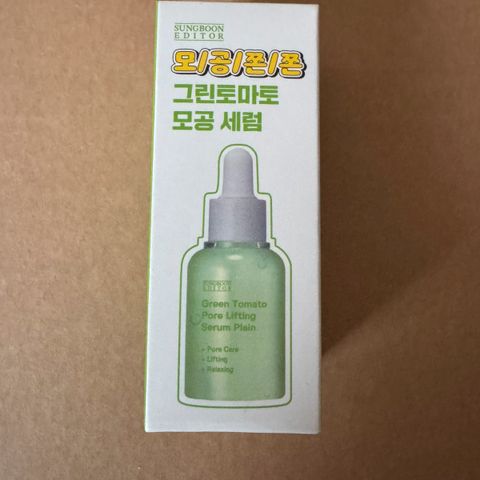 SUNGBOON
EDITOR
모/공/쫀/쫀
그린토마토
모공 세럼
SUNGBOON
EDITOR
Green Tomato
Pore Lifting
Serum Plain
+ Pore Care
+ Lifting
+ Relaxing